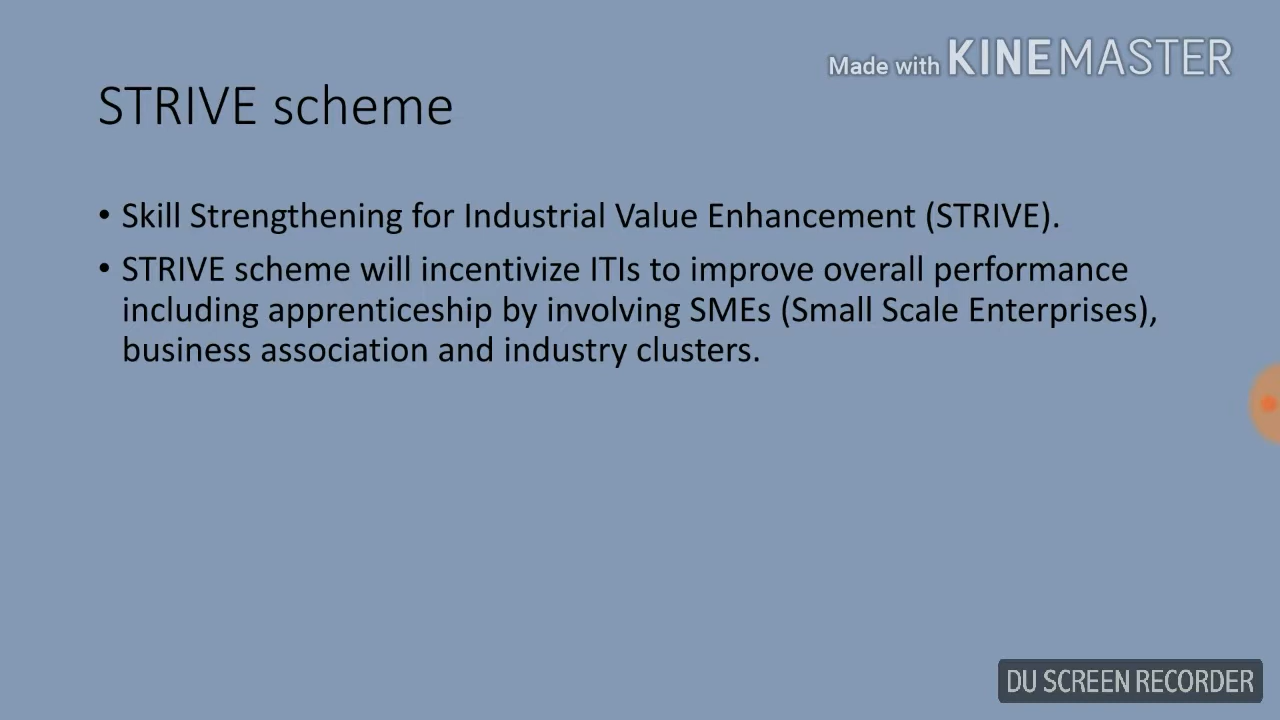 Made with KINEMASTER
STRIVE scheme
• Skill Strengthening for Industrial Value Enhancement (STRIVE).
• STRIVE scheme will incentivize ITIs to improve overall performance
including apprenticeship by involving SMEs (Small Scale Enterprises),
business association and industry clusters.
DU SCREEN RECORDER